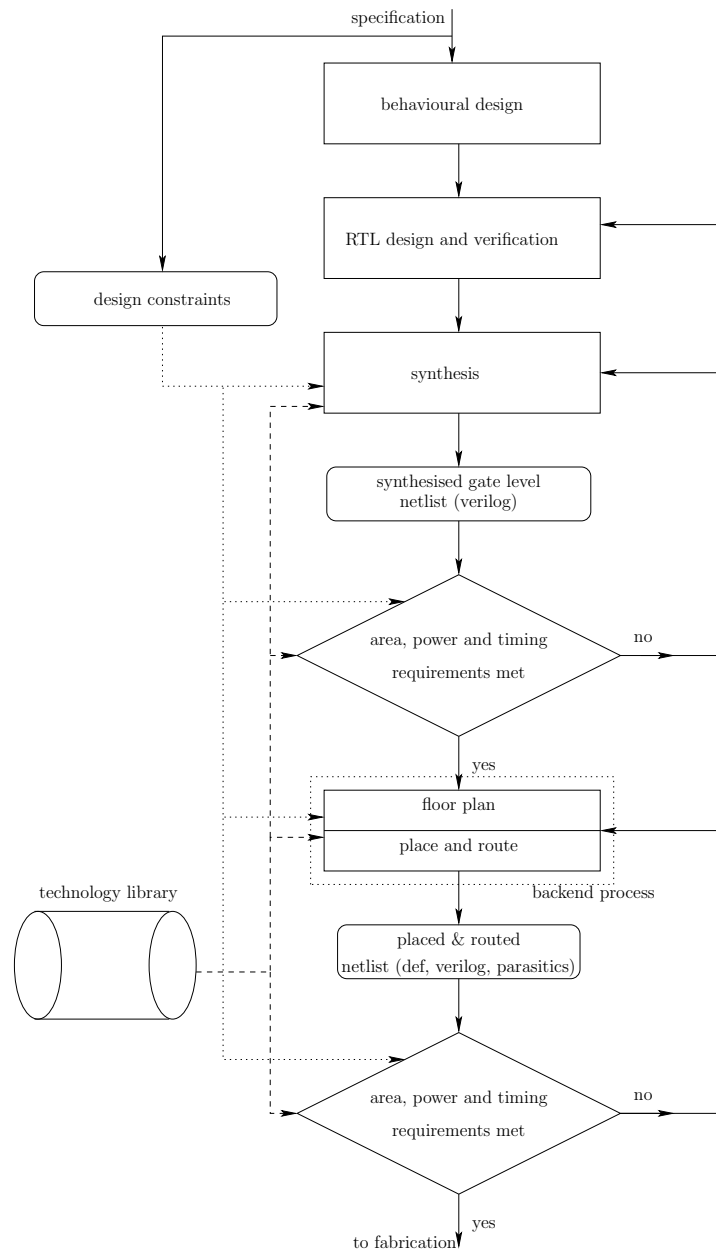 specification
behavioural design
RTL design and verification
design constraints
synthesis
synthesised gate level
netlist (verilog)
area, power and timing
requirements met
no
yes
floor plan
place and route
backend process
technology library
placed & routed
netlist (def, verilog, parasitics)
area, power and timing
requirements met
no
yes
to fabrication